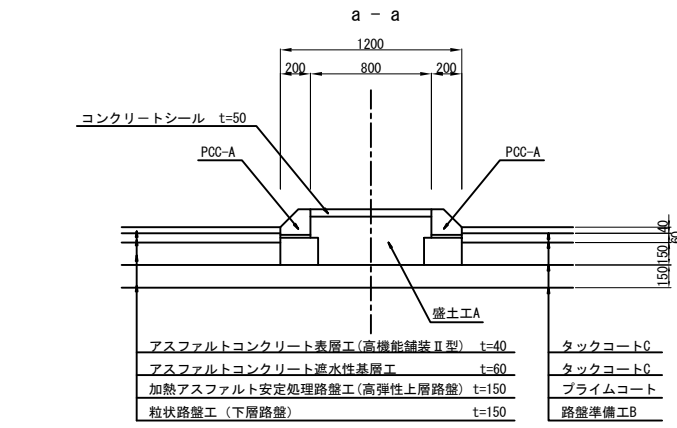 a - a
1200
200 800 200
コンクリートシール t=50
PCC-A PCC-A
40
60
150
150
盛土工A
アスファルトコンクリート表層工(高機能舗装Ⅱ型) t=40 タックコートC
アスファルトコンクリート遮水性基層工 t=60 タックコートC
加熱アスファルト安定処理路盤工(高弾性上層路盤) t=150 プライムコート
粒状路盤工 (下層路盤) t=150 路盤準備工B